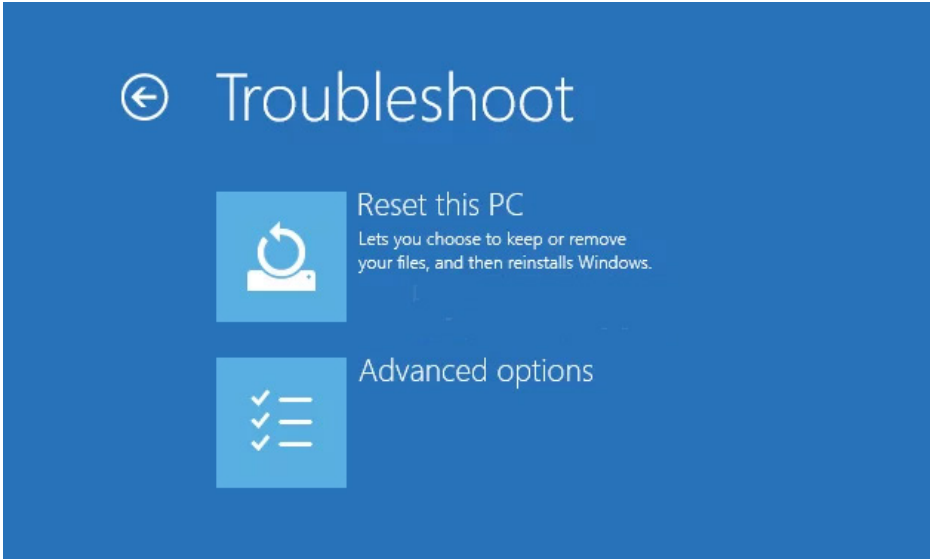 Troubleshoot
Reset this PC
Lets you choose to keep or remove
your files, and then reinstalls Windows.
Advanced options